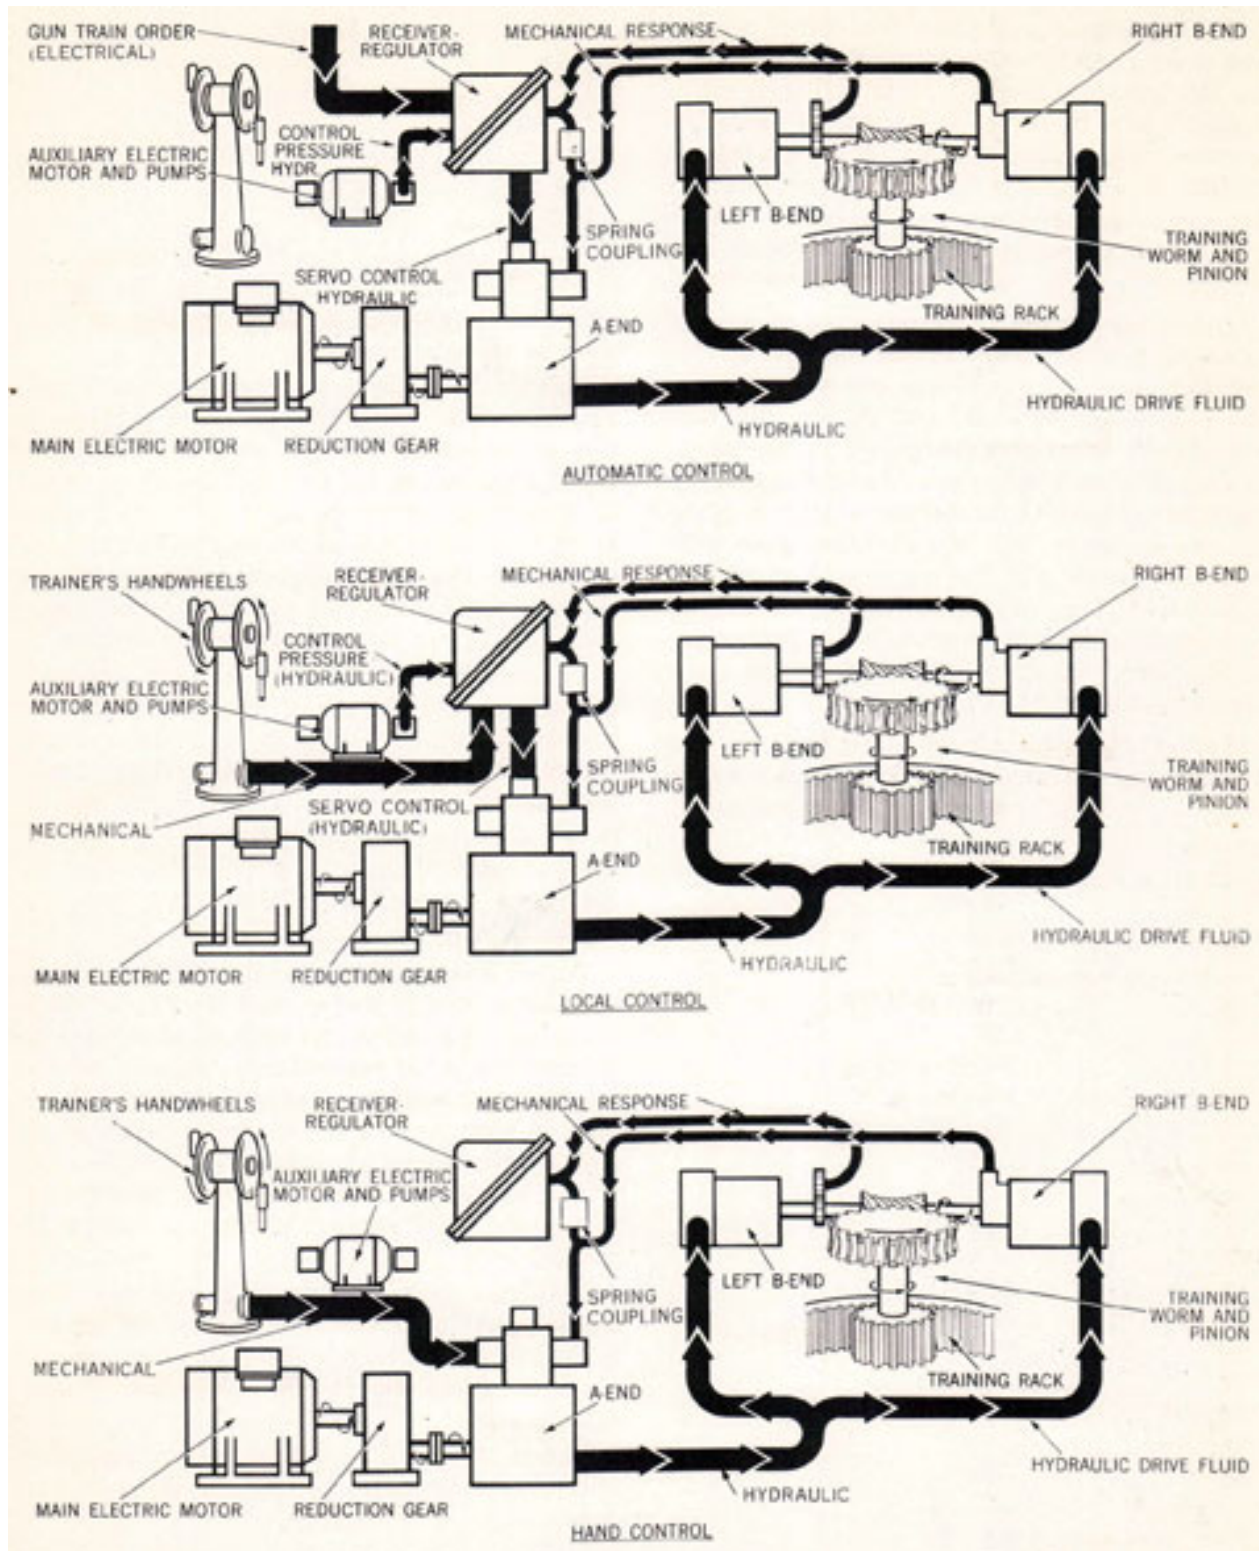 GUN TRAIN ORDER
(ELECTRICAL)
RECEIVER-
REGULATOR
MECHANICAL RESPONSE
RIGHT B-END
CONTROL
PRESSURE
HYDR.
AUXILIARY ELECTRIC
MOTOR AND PUMPS
LEFT B-END
SPRING
COUPLING
TRAINING
WORM AND
PINION
SERVO CONTROL
HYDRAULIC
TRAINING RACK
A-END
HYDRAULIC DRIVE FLUID
MAIN ELECTRIC MOTOR
REDUCTION GEAR
HYDRAULIC
AUTOMATIC CONTROL
TRAINER'S HANDWHEELS
RECEIVER-
REGULATOR
MECHANICAL RESPONSE
RIGHT B-END
CONTROL
PRESSURE
(HYDRAULIC)
AUXILIARY ELECTRIC
MOTOR AND PUMPS
LEFT B-END
SPRING
COUPLING
TRAINING
WORM AND
PINION
MECHANICAL
SERVO CONTROL
(HYDRAULIC)
TRAINING RACK
A-END
HYDRAULIC DRIVE FLUID
MAIN ELECTRIC MOTOR
REDUCTION GEAR
HYDRAULIC
LOCAL CONTROL
TRAINER'S HANDWHEELS
RECEIVER-
REGULATOR
MECHANICAL RESPONSE
RIGHT B-END
AUXILIARY ELECTRIC
MOTOR AND PUMPS
LEFT B-END
SPRING
COUPLING
TRAINING
WORM AND
PINION
MECHANICAL
TRAINING RACK
A-END
HYDRAULIC DRIVE FLUID
MAIN ELECTRIC MOTOR
REDUCTION GEAR
HYDRAULIC
HAND CONTROL